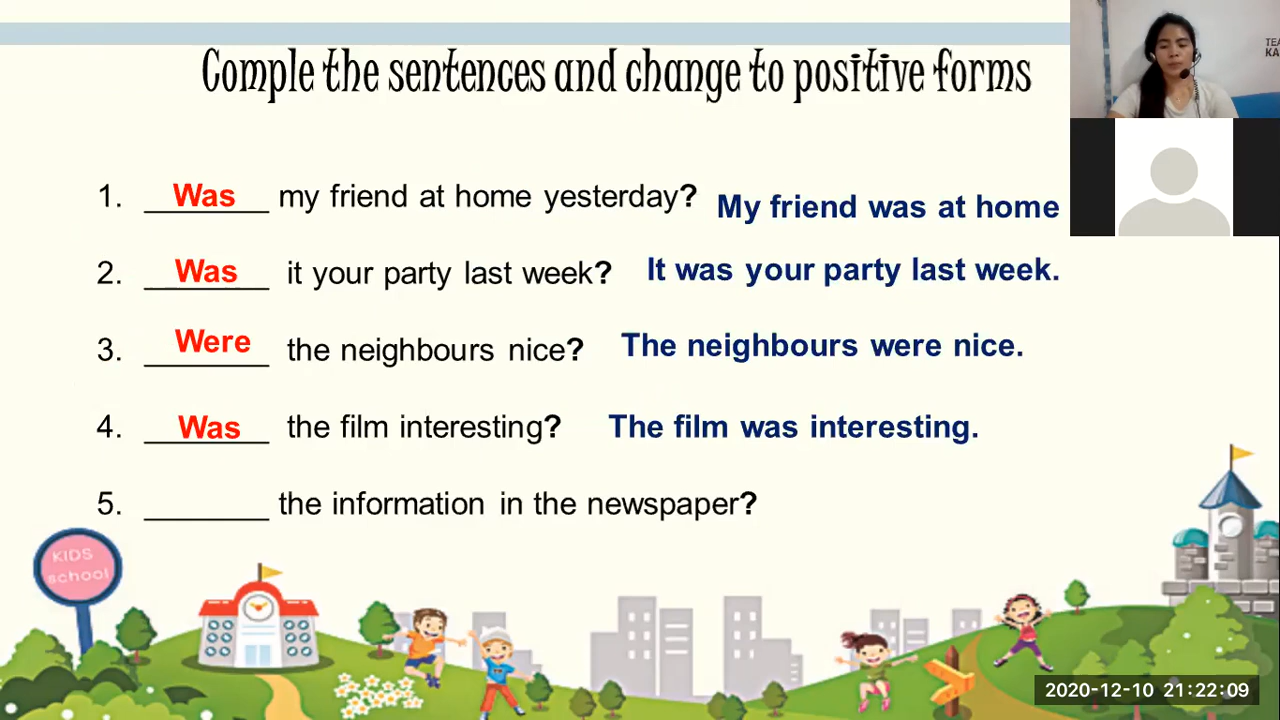 Comple the sentences and change to positive forms
1. Was my friend at home yesterday? My friend was at home
2. Was it your party last week? It was your party last week.
3. Were the neighbours nice? The neighbours were nice.
4. Was the film interesting? The film was interesting.
5. ________ the information in the newspaper?
KIDS
school
2020-12-10 21:22:09